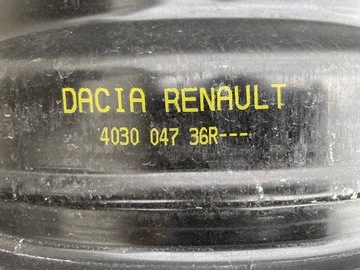 DACIA RENAULT
4030 047 36R---